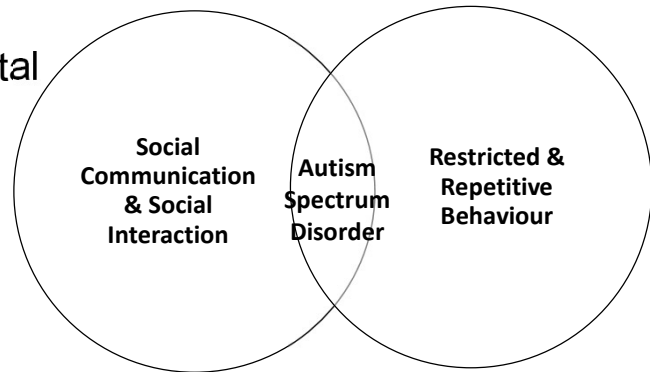 tal
Social
Communication
& Social
Interaction
Autism
Spectrum
Disorder
Restricted &
Repetitive
Behaviour